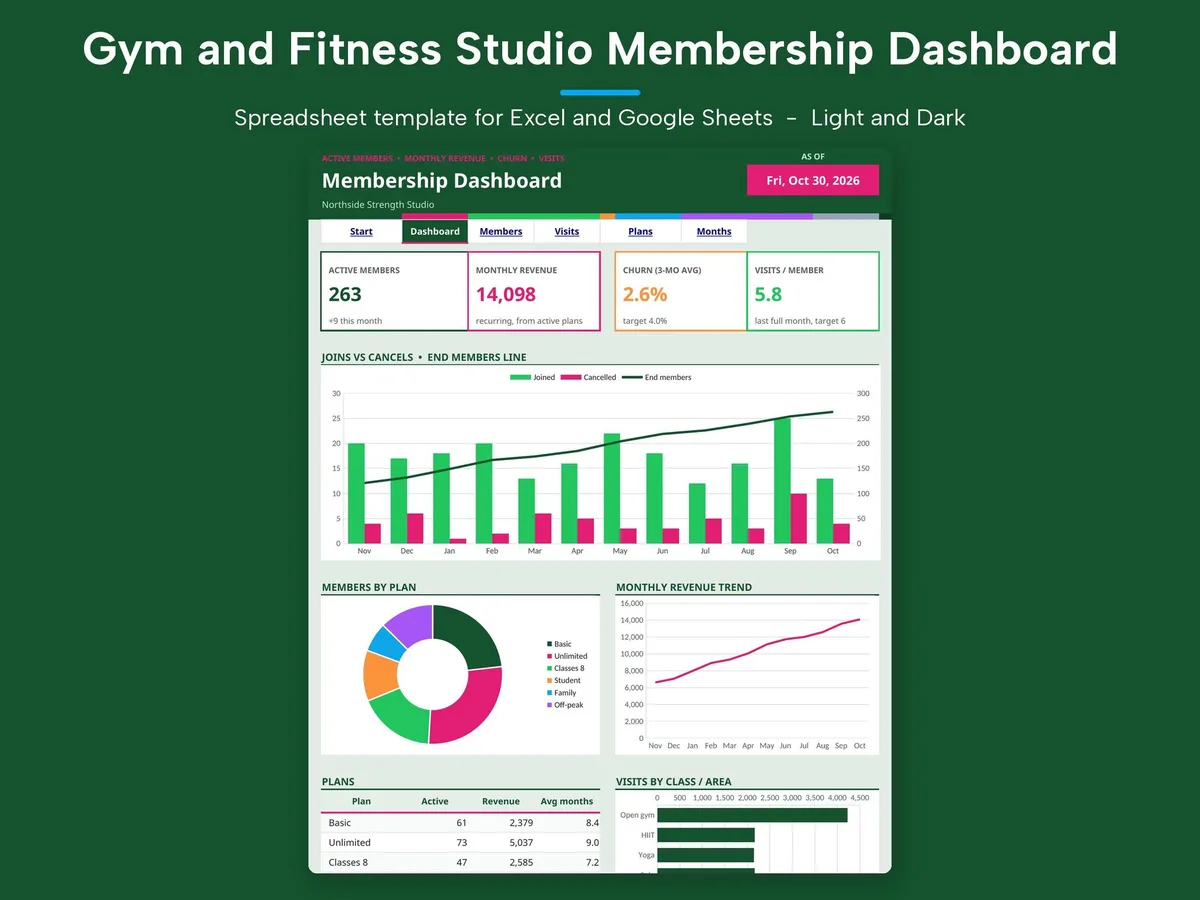 Gym and Fitness Studio Membership Dashboard
Spreadsheet template for Excel and Google Sheets - Light and Dark
ACTIVE MEMBERS • MONTHLY REVENUE • CHURN • VISITS
AS OF
Membership Dashboard
Fri, Oct 30, 2026
Northside Strength Studio
Start Dashboard Members Visits Plans Months
ACTIVE MEMBERS MONTHLY REVENUE CHURN (3-MO AVG) VISITS / MEMBER
263 14,098 2.6% 5.8
+9 this month recurring, from active plans target 4.0% last full month, target 6
JOINS VS CANCELS • END MEMBERS LINE
Joined Cancelled End members
30 300
25 250
20 200
15 150
10 100
5 50
0 0
Nov Dec Jan Feb Mar Apr May Jun Jul Aug Sep Oct
MEMBERS BY PLAN
Basic
Unlimited
Classes 8
Student
Family
Off-peak
MONTHLY REVENUE TREND
16,000
14,000
12,000
10,000
8,000
6,000
4,000
2,000
0
Nov Dec Jan Feb Mar Apr May Jun Jul Aug Sep Oct
PLANS
Plan Active Revenue Avg months
Basic 61 2,379 8.4
Unlimited 73 5,037 9.0
Classes 8 47 2,585 7.2
VISITS BY CLASS / AREA
0 500 1,000 1,500 2,000 2,500 3,000 3,500 4,000 4,500
Open gym
HIIT
Yoga